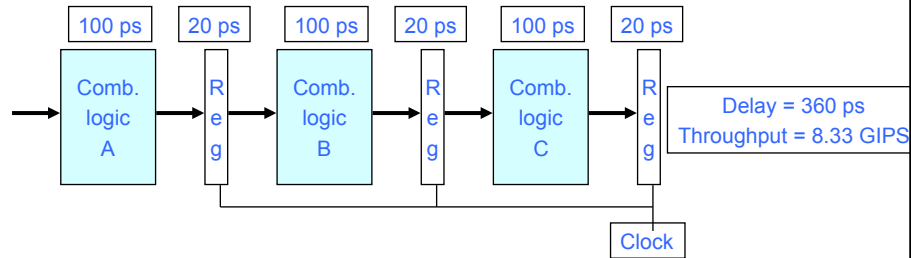 100 ps
20 ps
100 ps
20 ps
100 ps
20 ps
Comb.
logic
A
R
e
g
Comb.
logic
B
R
e
g
Comb.
logic
C
R
e
g
Delay = 360 ps
Throughput = 8.33 GIPS
Clock